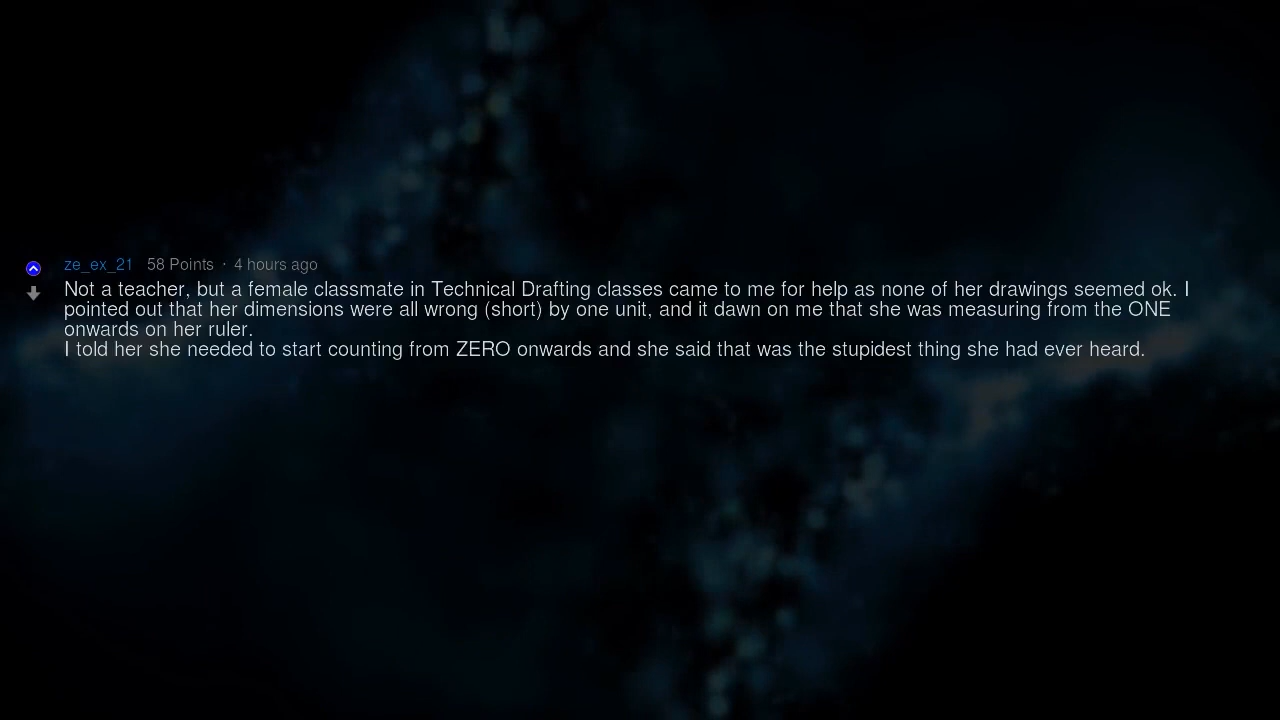 ze_ex_21 58 Points · 4 hours ago
Not a teacher, but a female classmate in Technical Drafting classes came to me for help as none of her drawings seemed ok. I
pointed out that her dimensions were all wrong (short) by one unit, and it dawn on me that she was measuring from the ONE
onwards on her ruler.
I told her she needed to start counting from ZERO onwards and she said that was the stupidest thing she had ever heard.